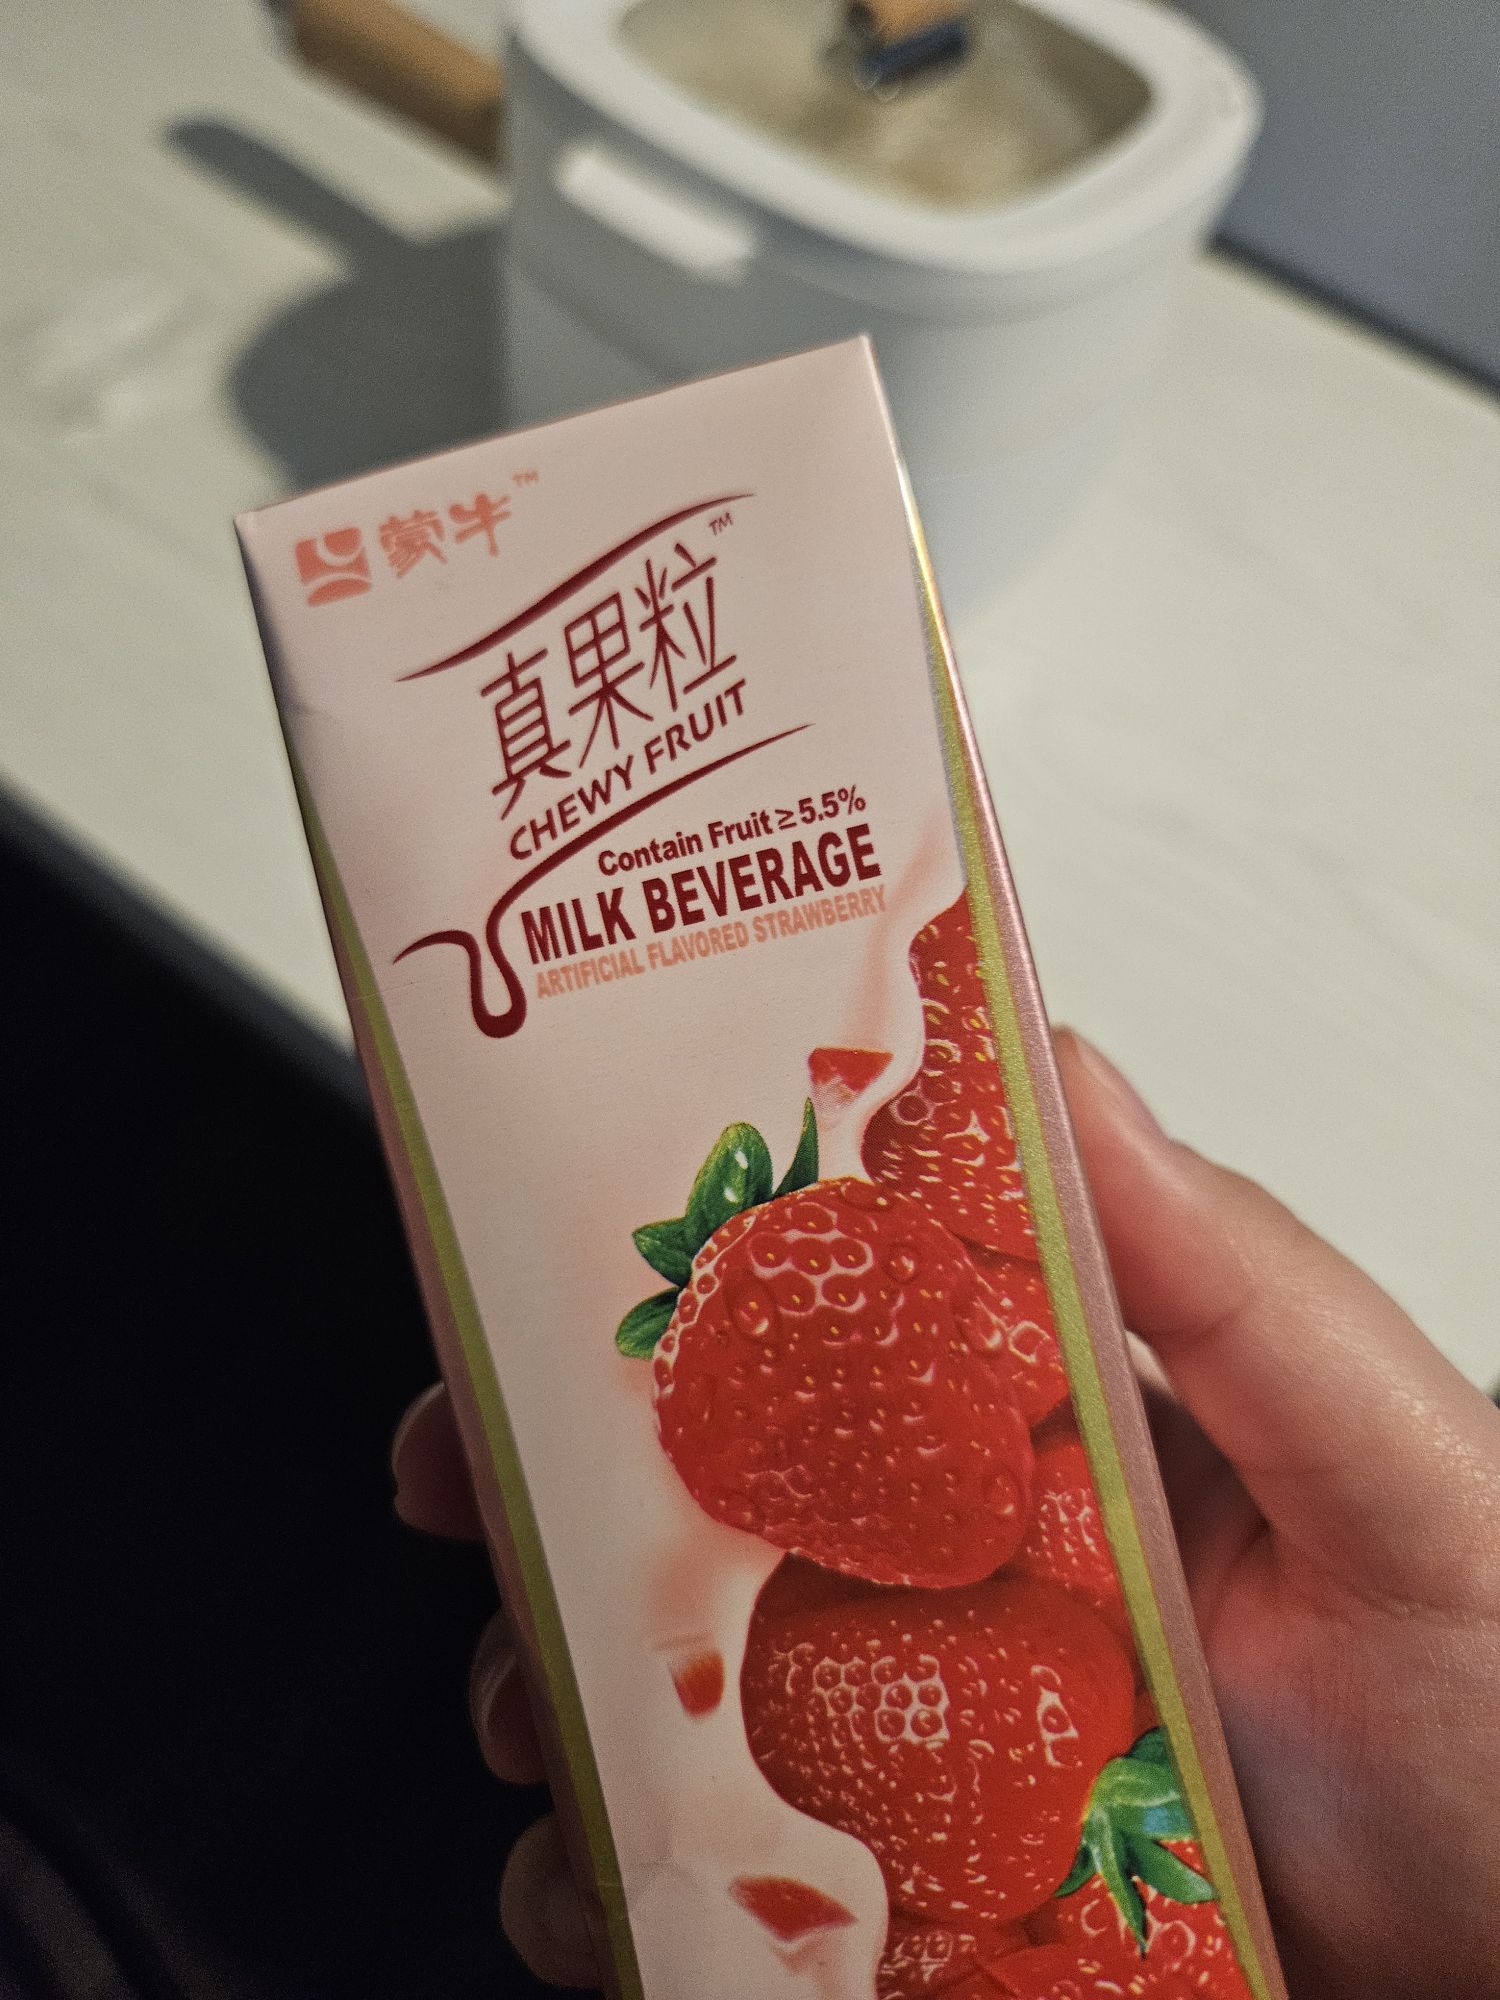 蒙牛™
真果粒™
CHEWY FRUIT
Contain Fruit≥5.5%
MILK BEVERAGE
ARTIFICIAL FLAVORED STRAWBERRY